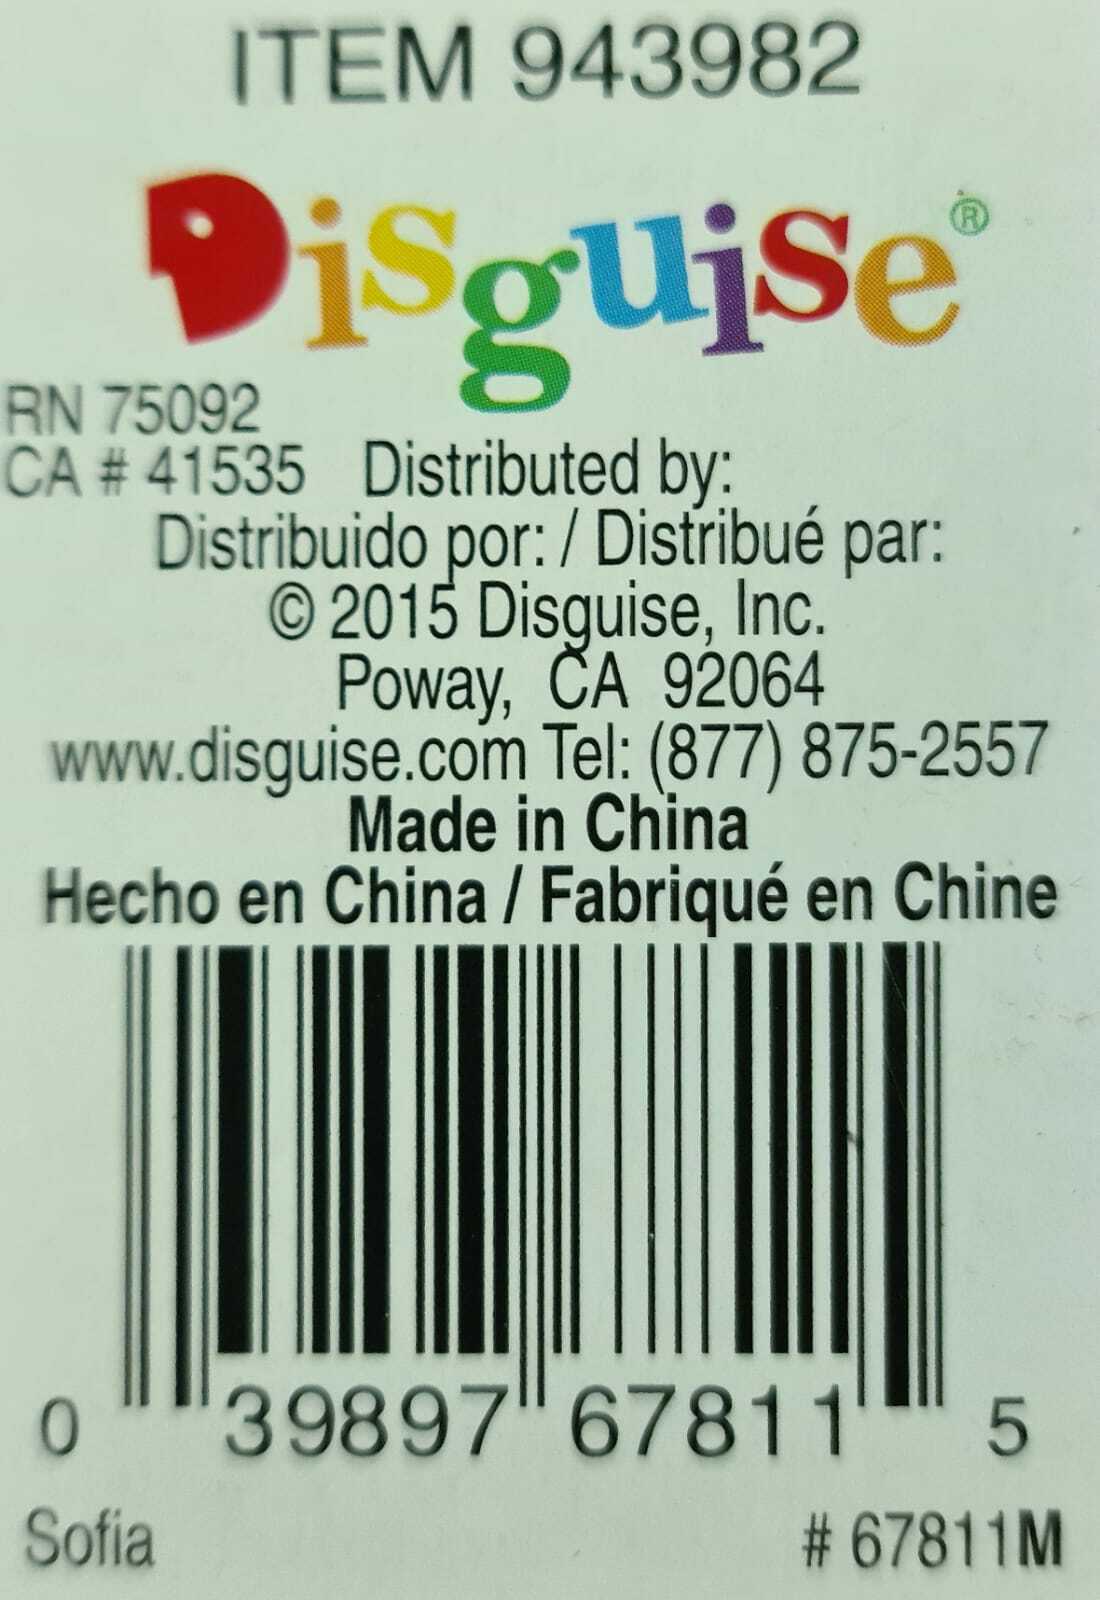 ITEM 943982
Disguise®
RN 75092
CA # 41535 Distributed by:
Distribuido por: / Distribué par:
© 2015 Disguise, Inc.
Poway, CA 92064
www.disguise.com Tel: (877) 875-2557
Made in China
Hecho en China / Fabriqué en Chine
0 39897 67811 5
Sofia # 67811M